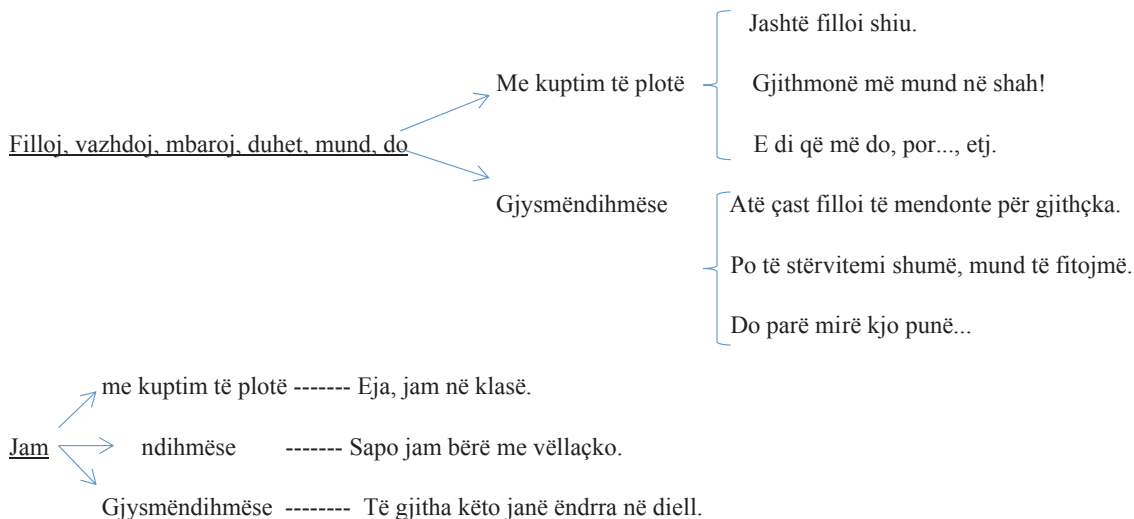 Jashtë filloi shiu.
Me kuptim të plotë Gjithmonë më mund në shah!
Filloj, vazhdoj, mbaroj, duhet, mund, do E di që më do, por..., etj.
Gjysmëndihmëse Atë çast filloi të mendonte për gjithçka.
Po të stërvitemi shumë, mund të fitojmë.
Do parë mirë kjo punë...
me kuptim të plotë ------- Eja, jam në klasë.
Jam ndihmëse ------- Sapo jam bërë me vëllaçko.
Gjysmëndihmëse -------- Të gjitha këto janë ëndrra në diell.